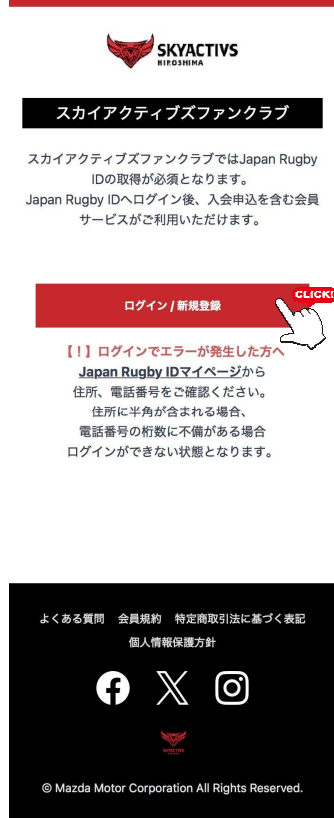 SKYACTIVS
HIROSHIMA
スカイアクティブズファンクラブ
スカイアクティブズファンクラブではJapan Rugby
IDの取得が必須となります。
Japan Rugby IDへログイン後、入会申込を含む会員
サービスがご利用いただけます。
CLICK!
ログイン / 新規登録
【！】ログインでエラーが発生した方へ
Japan Rugby IDマイページから
住所、電話番号をご確認ください。
住所に半角が含まれる場合、
電話番号の桁数に不備がある場合
ログインができない状態となります。
よくある質問 会員規約 特定商取引法に基づく表記
個人情報保護方針
SKYACTIVS
© Mazda Motor Corporation All Rights Reserved.